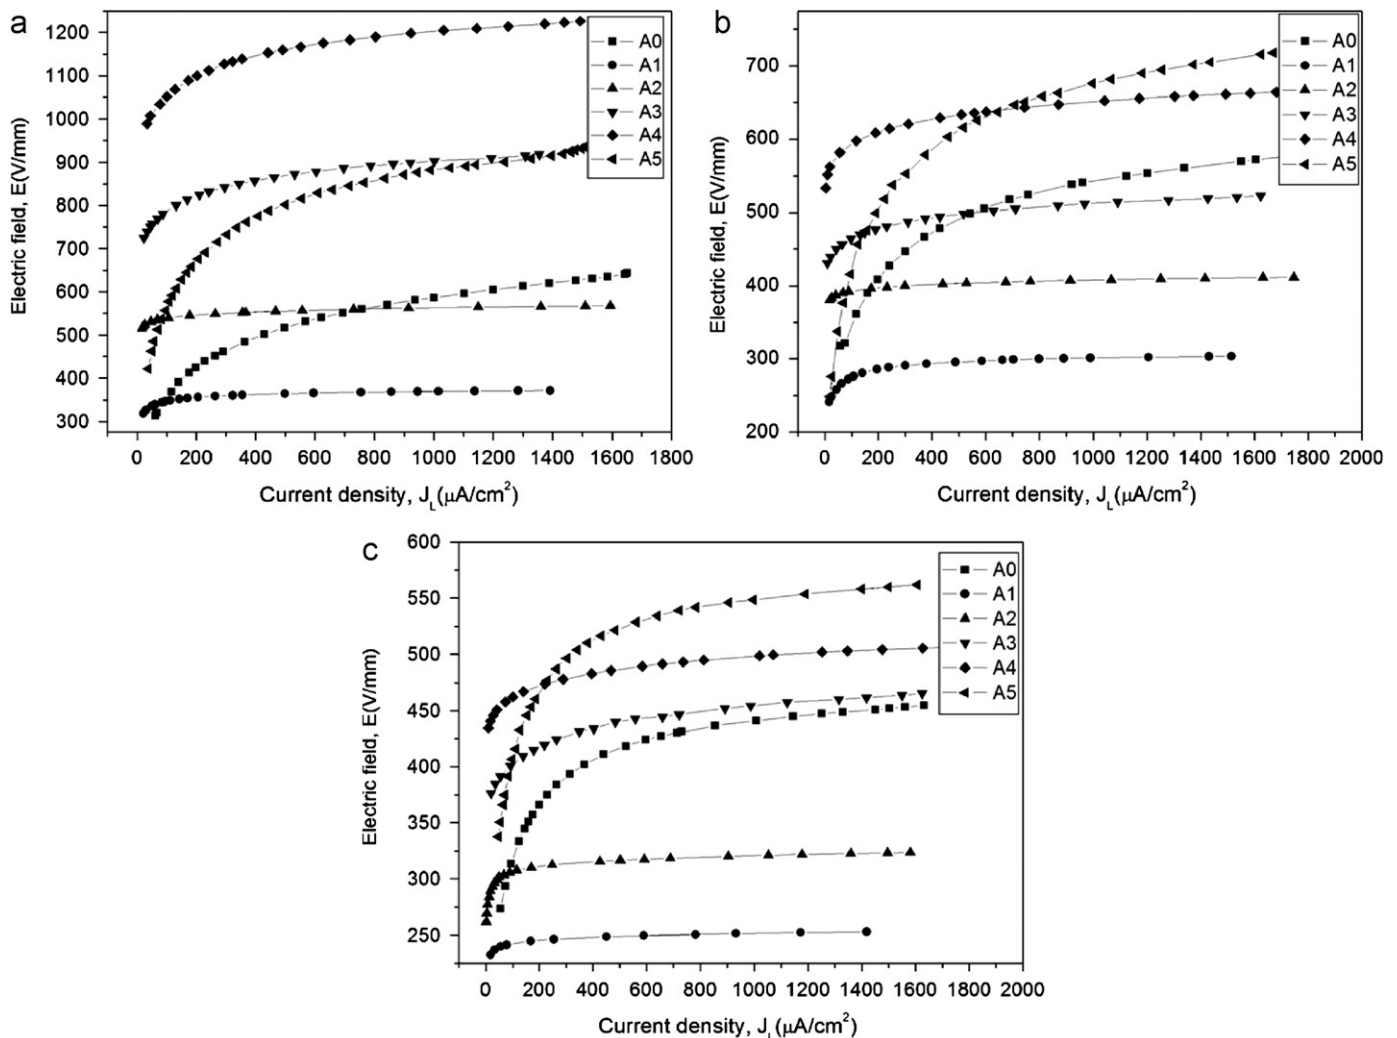 a
1200
1100
1000
900
800
700
600
500
400
300
Electric field, E(V/mm)
0 200 400 600 800 1000 1200 1400 1600 1800
Current density, J_L(μA/cm²)
A0
A1
A2
A3
A4
A5
b
700
600
500
400
300
200
Electric field, E(V/mm)
0 200 400 600 800 1000 1200 1400 1600 1800 2000
Current density, J_L(μA/cm²)
A0
A1
A2
A3
A4
A5
c
600
550
500
450
400
350
300
250
Electric field, E(V/mm)
0 200 400 600 800 1000 1200 1400 1600 1800 2000
Current density, J_L(μA/cm²)
A0
A1
A2
A3
A4
A5